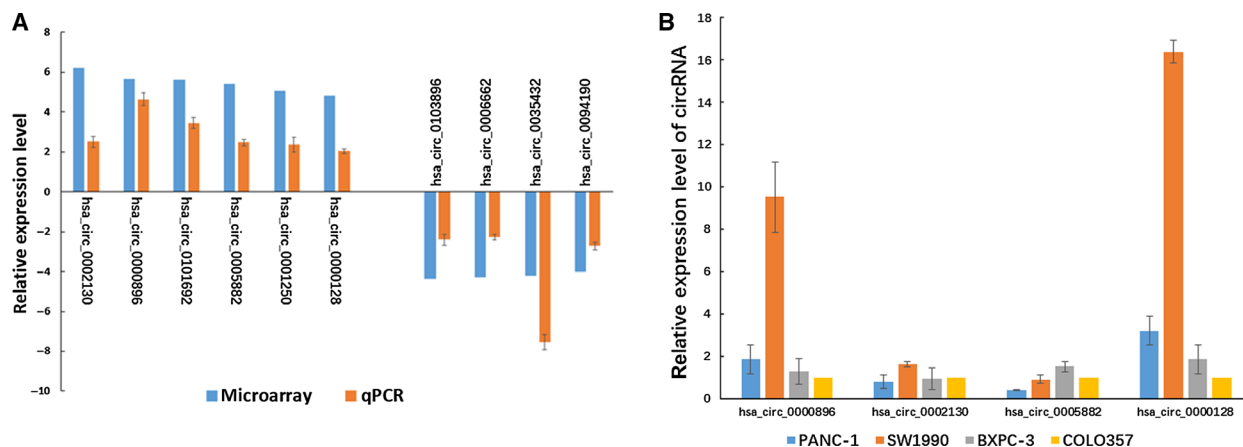 A
Relative expression level
8
6
4
2
0
−2
−4
−6
−8
−10
hsa_circ_0002130
hsa_circ_0000896
hsa_circ_0101692
hsa_circ_0005882
hsa_circ_0001250
hsa_circ_0000128
hsa_circ_0103896
hsa_circ_0006662
hsa_circ_0035432
hsa_circ_0094190
Microarray qPCR
B
Relative expression level of circRNA
18
16
14
12
10
8
6
4
2
0
hsa_circ_0000896 hsa_circ_0002130 hsa_circ_0005882 hsa_circ_0000128
PANC-1 SW1990 BXPC-3 COLO357